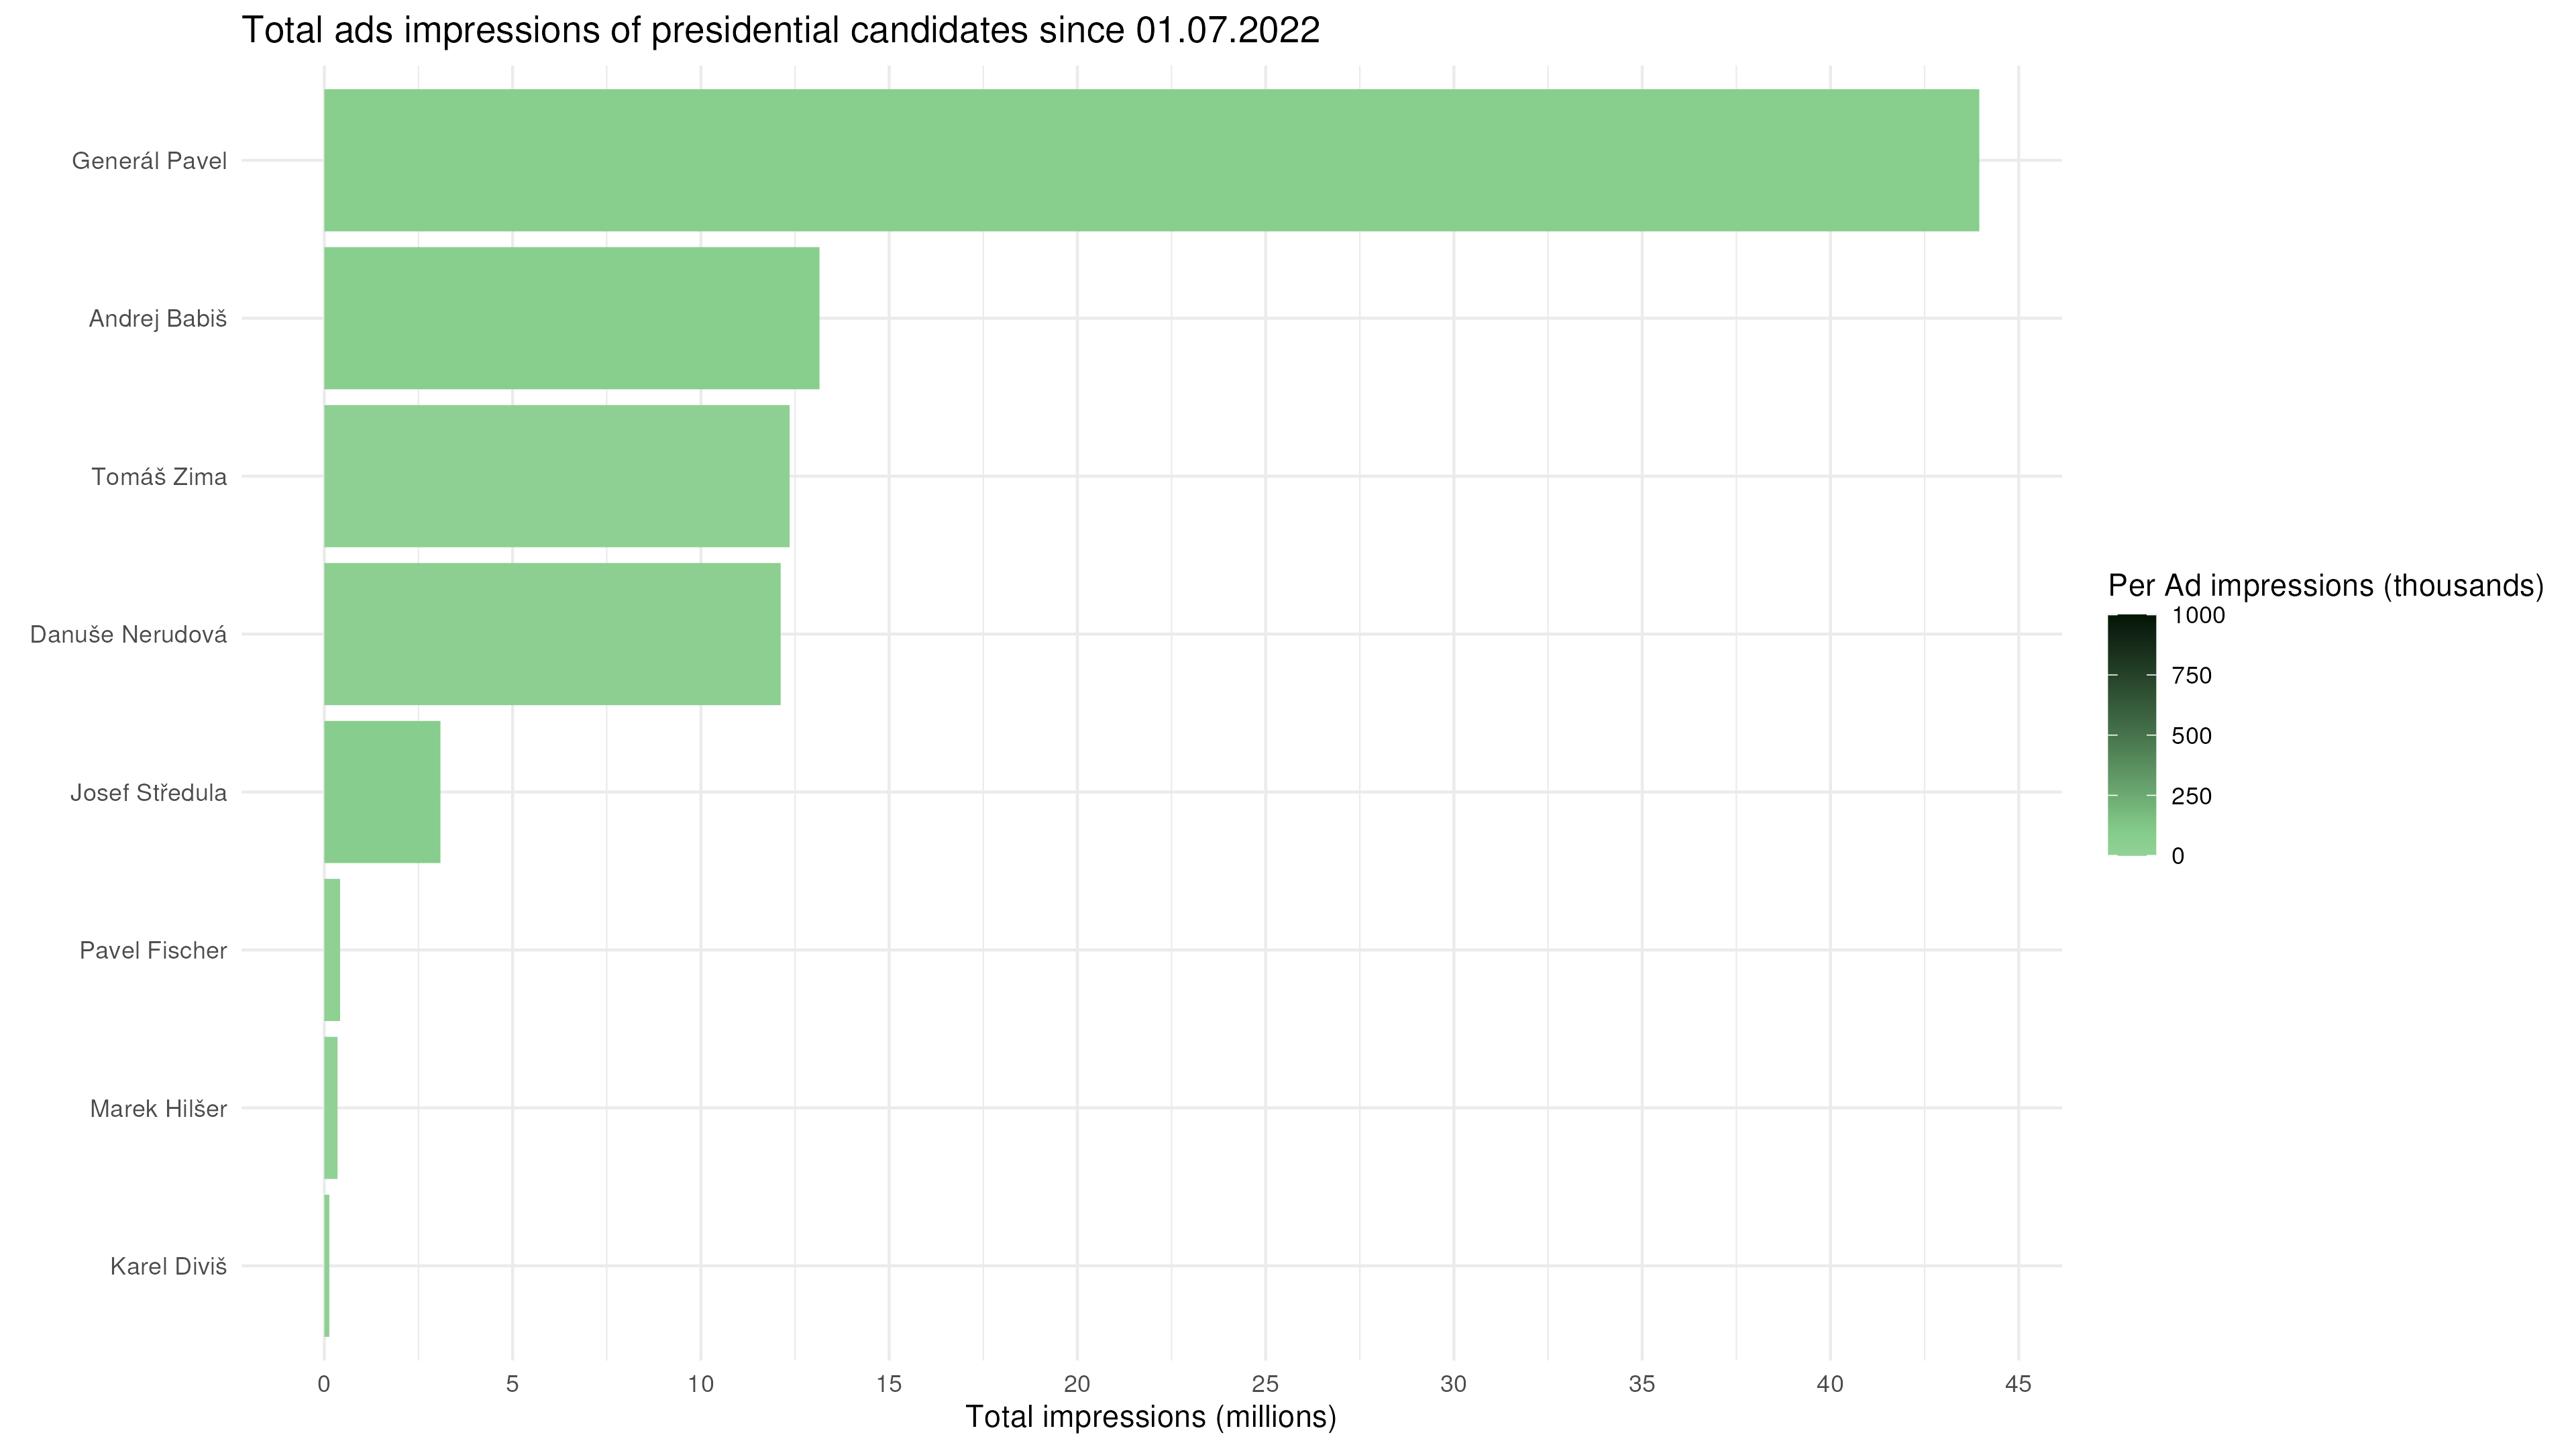 Total ads impressions of presidential candidates since 01.07.2022
Generál Pavel
Andrej Babiš
Tomáš Zima
Danuše Nerudová
Josef Středula
Pavel Fischer
Marek Hilšer
Karel Diviš
0 5 10 15 20 25 30 35 40 45
Total impressions (millions)
Per Ad impressions (thousands)
1000
750
500
250
0